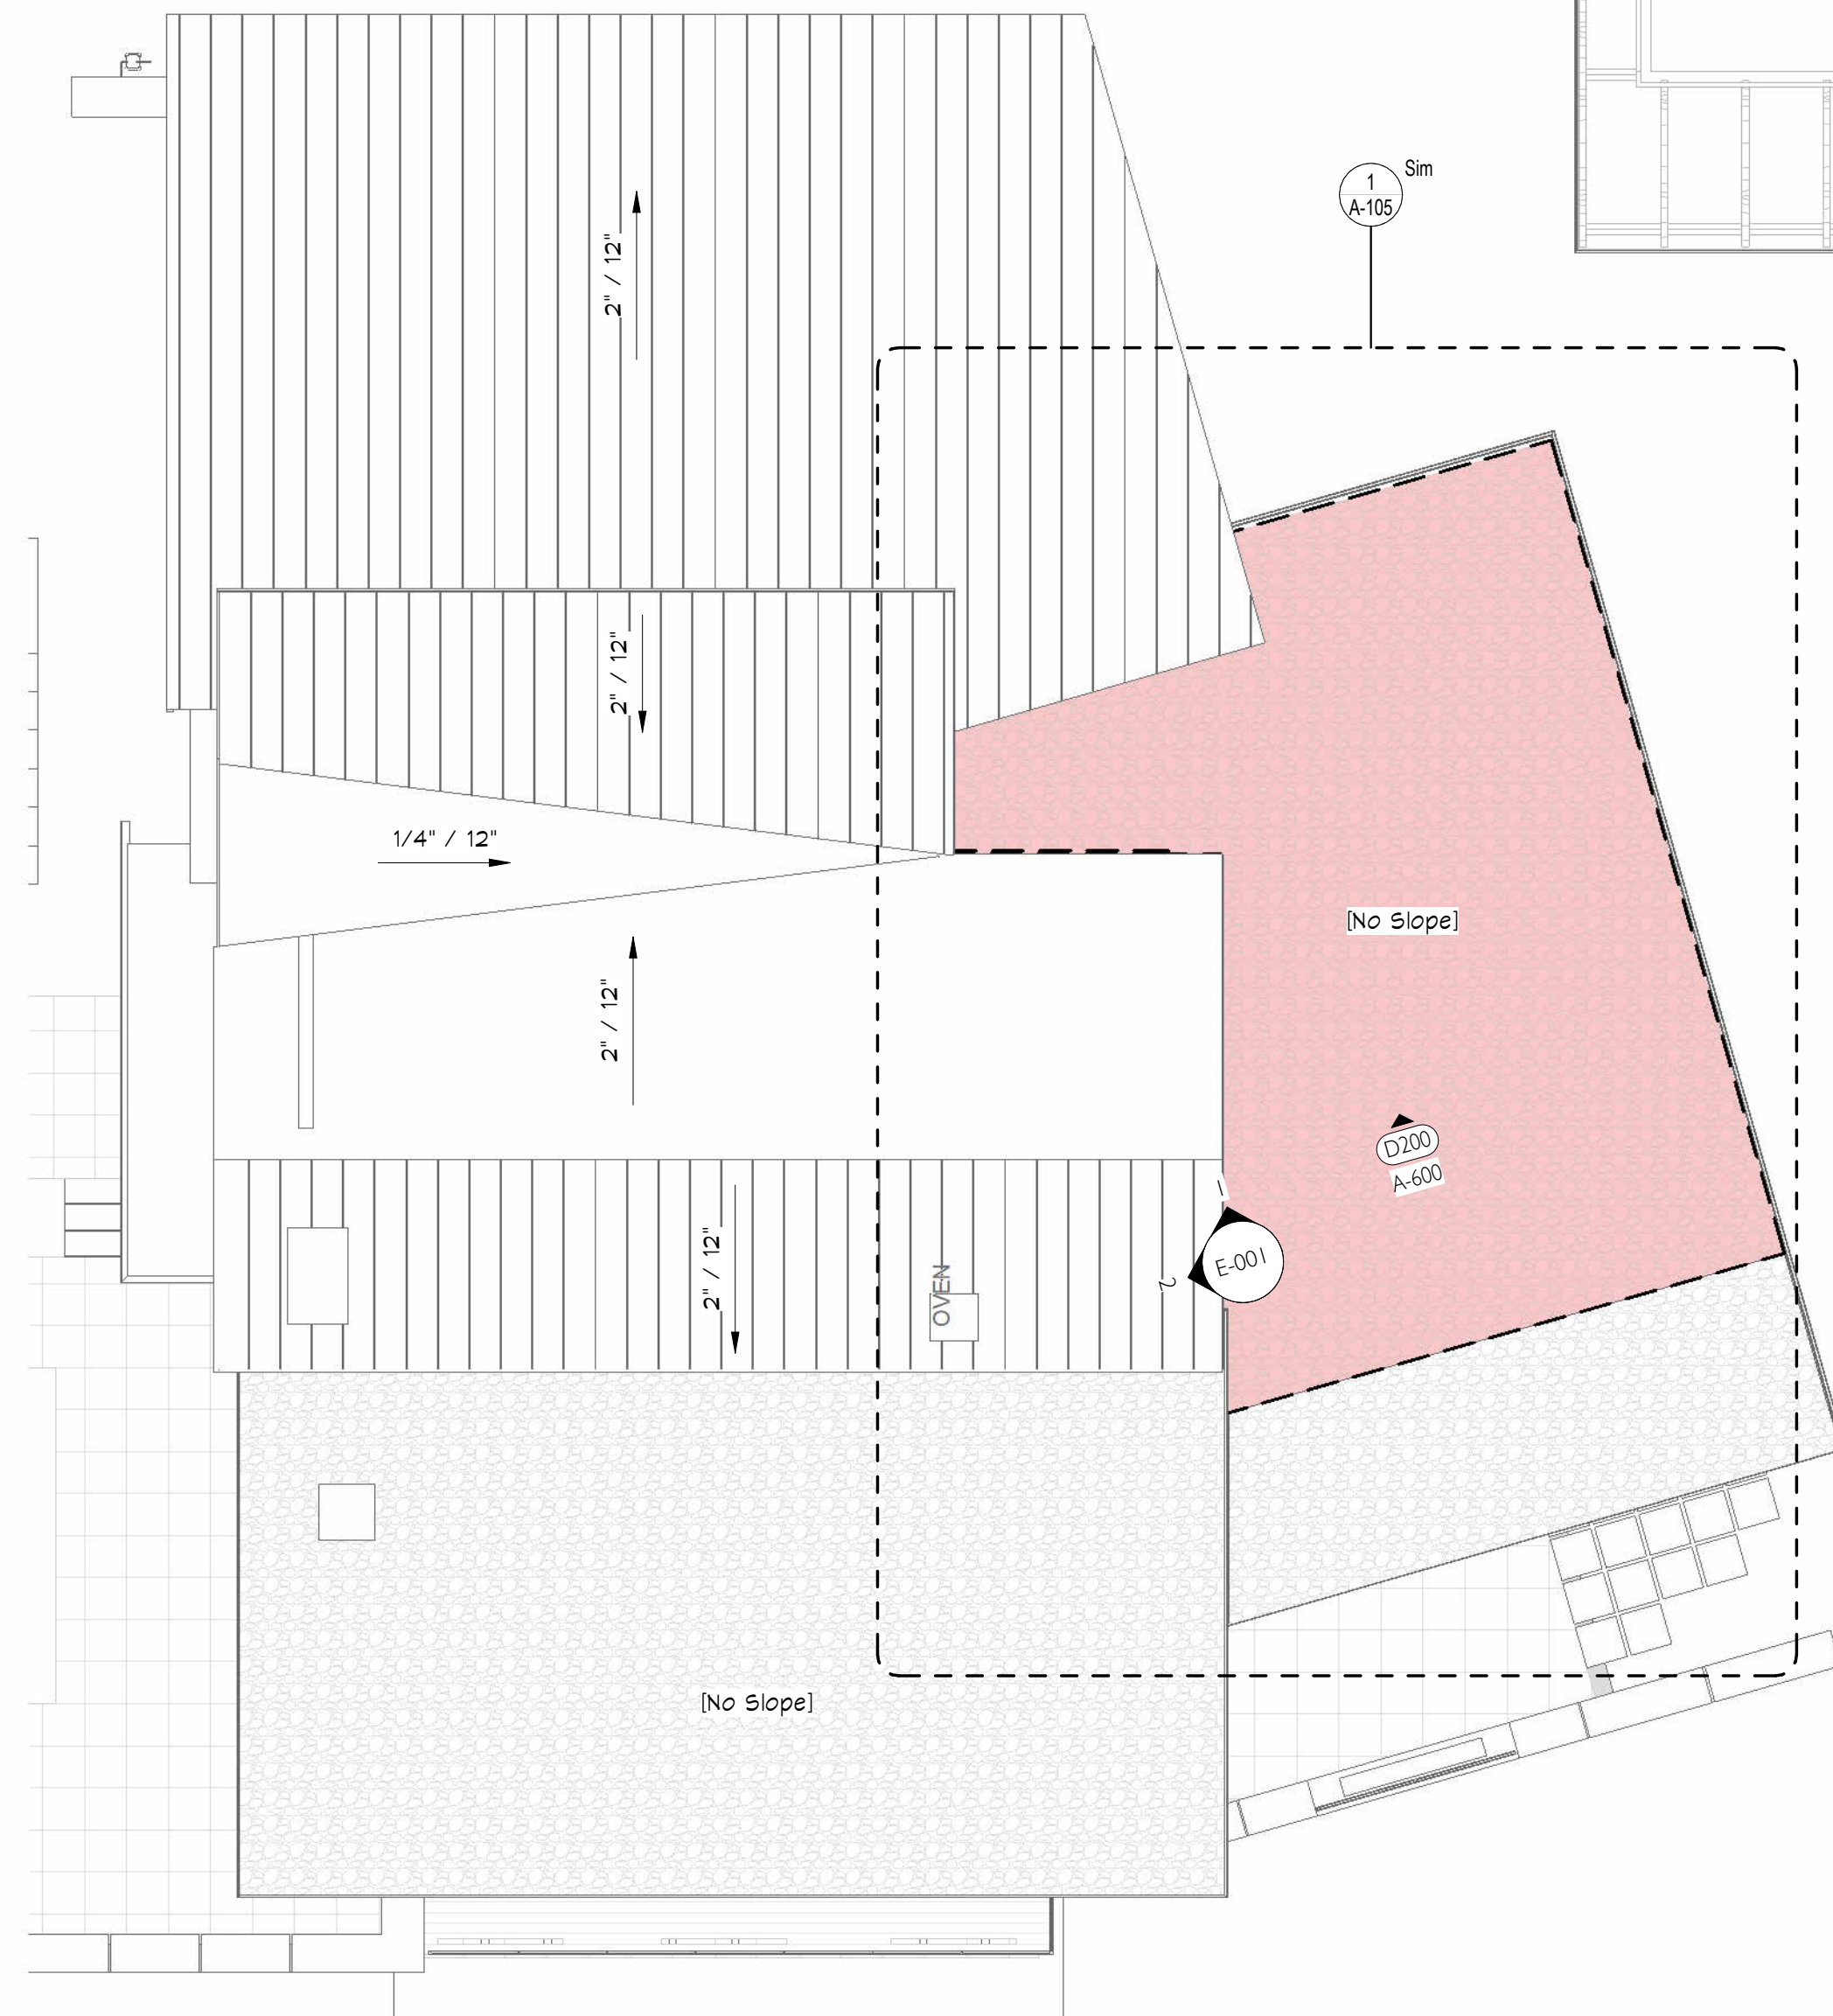 Sim
1
A-105
2" / 12"
2" / 12"
1/4" / 12"
[No Slope]
2" / 12"
D200
A-600
1
E-001
2
2" / 12"
OVEN
[No Slope]